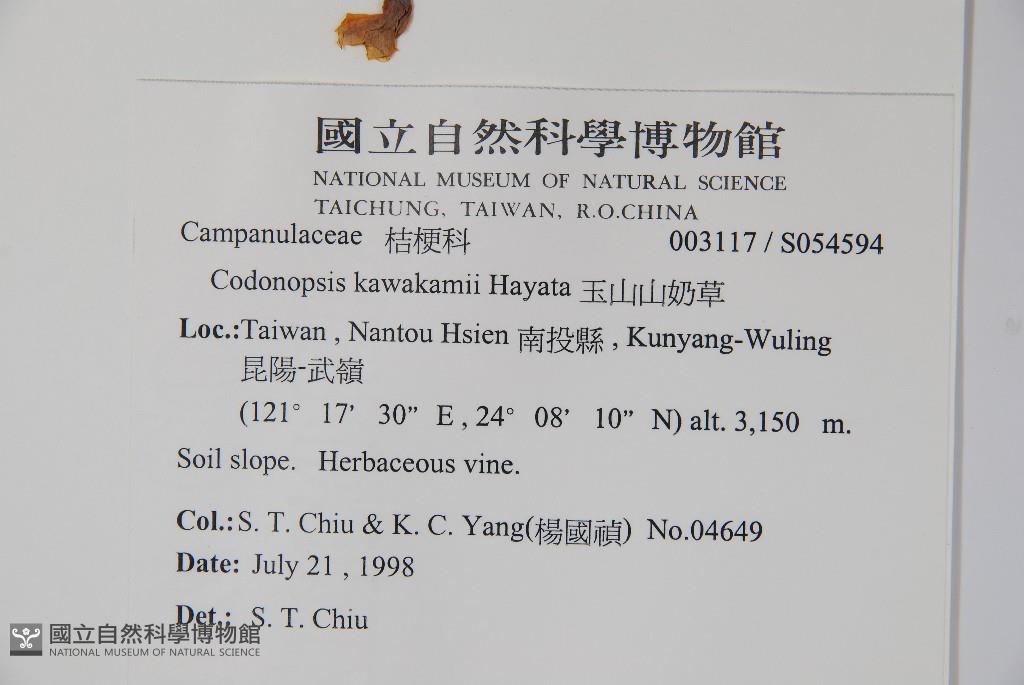 國立自然科學博物館
NATIONAL MUSEUM OF NATURAL SCIENCE
TAICHUNG, TAIWAN, R.O.CHINA
Campanulaceae 桔梗科 003117 / S054594
Codonopsis kawakamii Hayata 玉山山奶草
Loc.:Taiwan , Nantou Hsien 南投縣 , Kunyang-Wuling
昆陽-武嶺
(121° 17’ 30” E , 24° 08’ 10” N) alt. 3,150 m.
Soil slope. Herbaceous vine.
Col.:S. T. Chiu & K. C. Yang(楊國禎) No.04649
Date: July 21 , 1998
Det.: S. T. Chiu
國立自然科學博物館
NATIONAL MUSEUM OF NATURAL SCIENCE